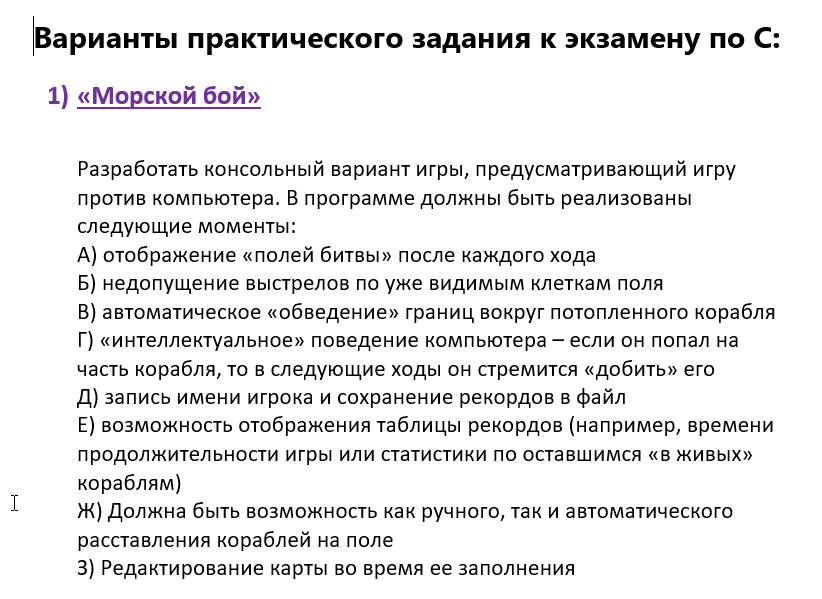 Варианты практического задания к экзамену по С:
1) «Морской бой»
Разработать консольный вариант игры, предусматривающий игру
против компьютера. В программе должны быть реализованы
следующие моменты:
А) отображение «полей битвы» после каждого хода
Б) недопущение выстрелов по уже видимым клеткам поля
В) автоматическое «обведение» границ вокруг потопленного корабля
Г) «интеллектуальное» поведение компьютера – если он попал на
часть корабля, то в следующие ходы он стремится «добить» его
Д) запись имени игрока и сохранение рекордов в файл
Е) возможность отображения таблицы рекордов (например, времени
продолжительности игры или статистики по оставшимся «в живых»
кораблям)
Ж) Должна быть возможность как ручного, так и автоматического
расставления кораблей на поле
З) Редактирование карты во время ее заполнения